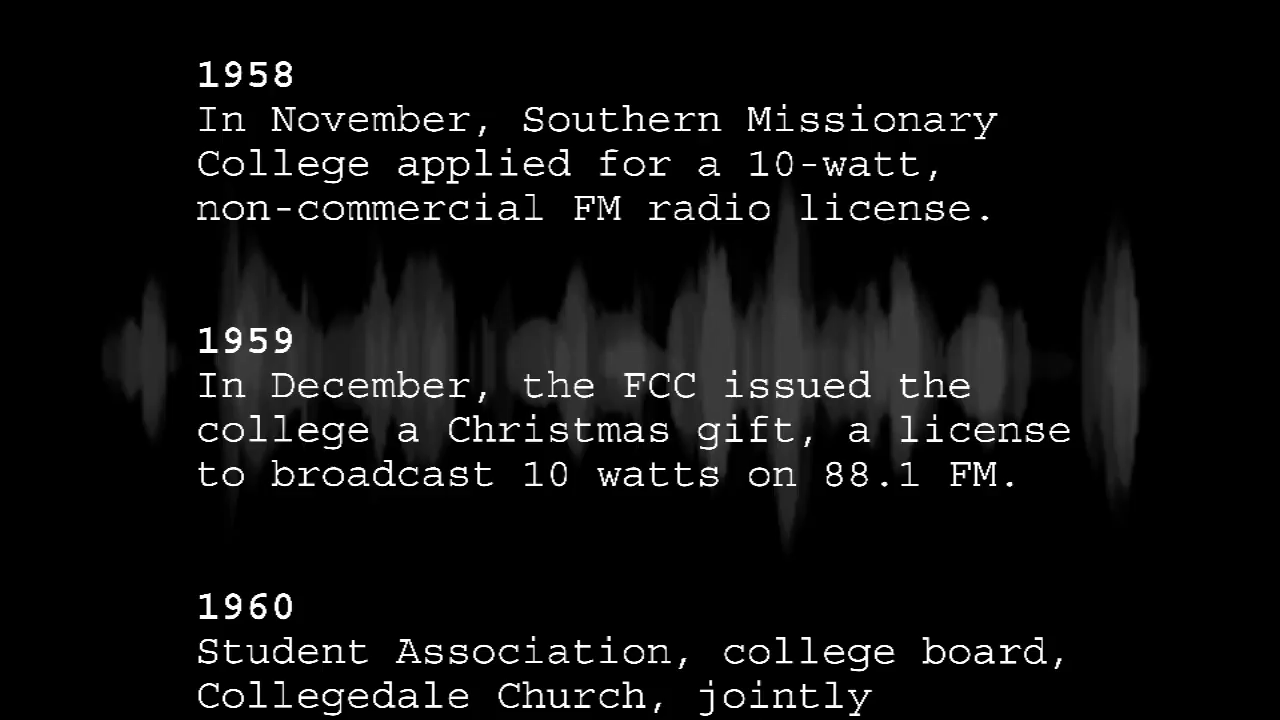 1958
In November, Southern Missionary
College applied for a 10-watt,
non-commercial FM radio license.
1959
In December, the FCC issued the
college a Christmas gift, a license
to broadcast 10 watts on 88.1 FM.
1960
Student Association, college board,
Collegedale Church, jointly